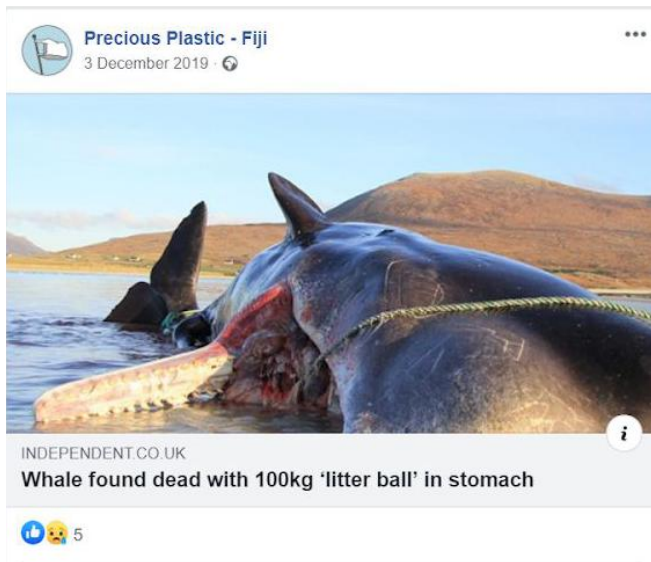 Precious Plastic - Fiji
3 December 2019 ·
INDEPENDENT.CO.UK
Whale found dead with 100kg ‘litter ball’ in stomach
5